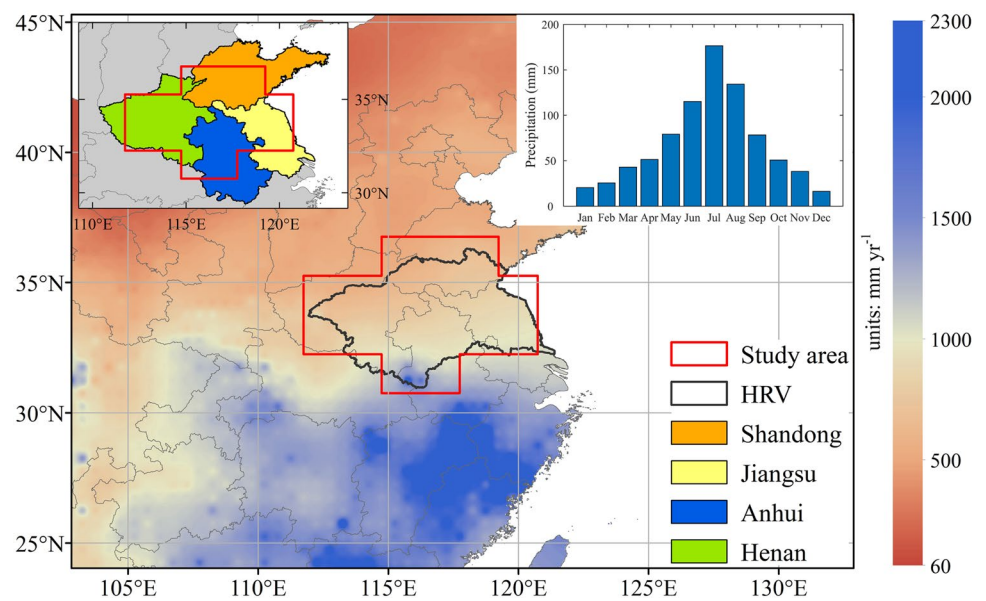 45°N
40°N
35°N
30°N
25°N
105°E
110°E
115°E
120°E
125°E
130°E
35°N
30°N
110°E
115°E
120°E
Precipitation (mm)
200
150
100
50
0
Jan Feb Mar Apr May Jun Jul Aug Sep Oct Nov Dec
Study area
HRV
Shandong
Jiangsu
Anhui
Henan
units: mm yr-1
2300
2000
1500
1000
500
60